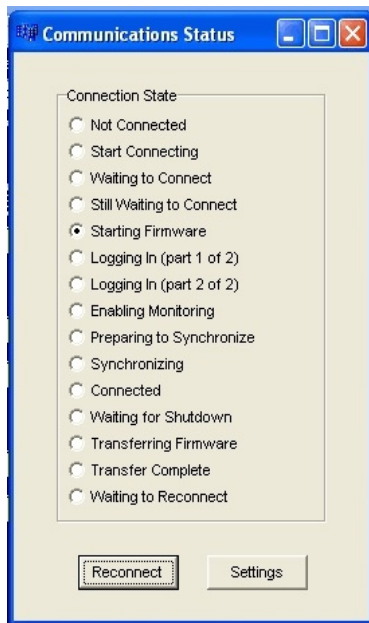 Communications Status
Connection State
Not Connected
Start Connecting
Waiting to Connect
Still Waiting to Connect
Starting Firmware
Logging In (part 1 of 2)
Logging In (part 2 of 2)
Enabling Monitoring
Preparing to Synchronize
Synchronizing
Connected
Waiting for Shutdown
Transferring Firmware
Transfer Complete
Waiting to Reconnect
Reconnect
Settings